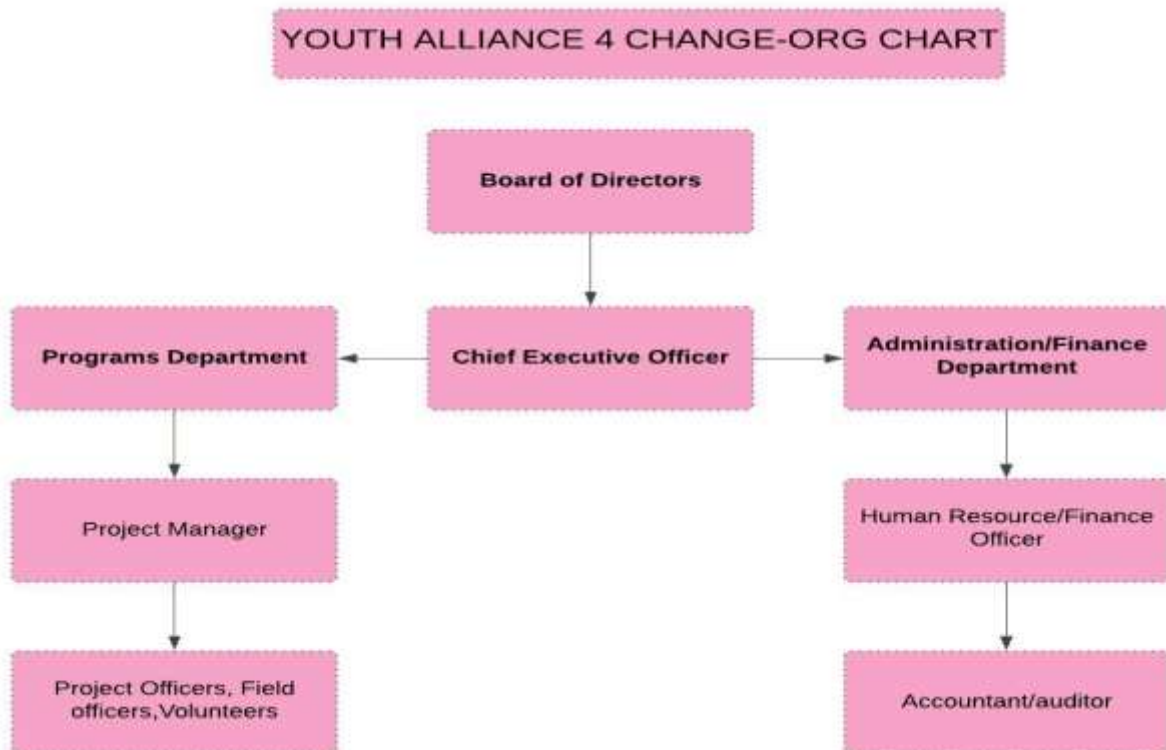 YOUTH ALLIANCE 4 CHANGE-ORG CHART
Board of Directors
Programs Department
Chief Executive Officer
Administration/Finance
Department
Project Manager
Human Resource/Finance
Officer
Project Officers, Field
officers,Volunteers
Accountant/auditor